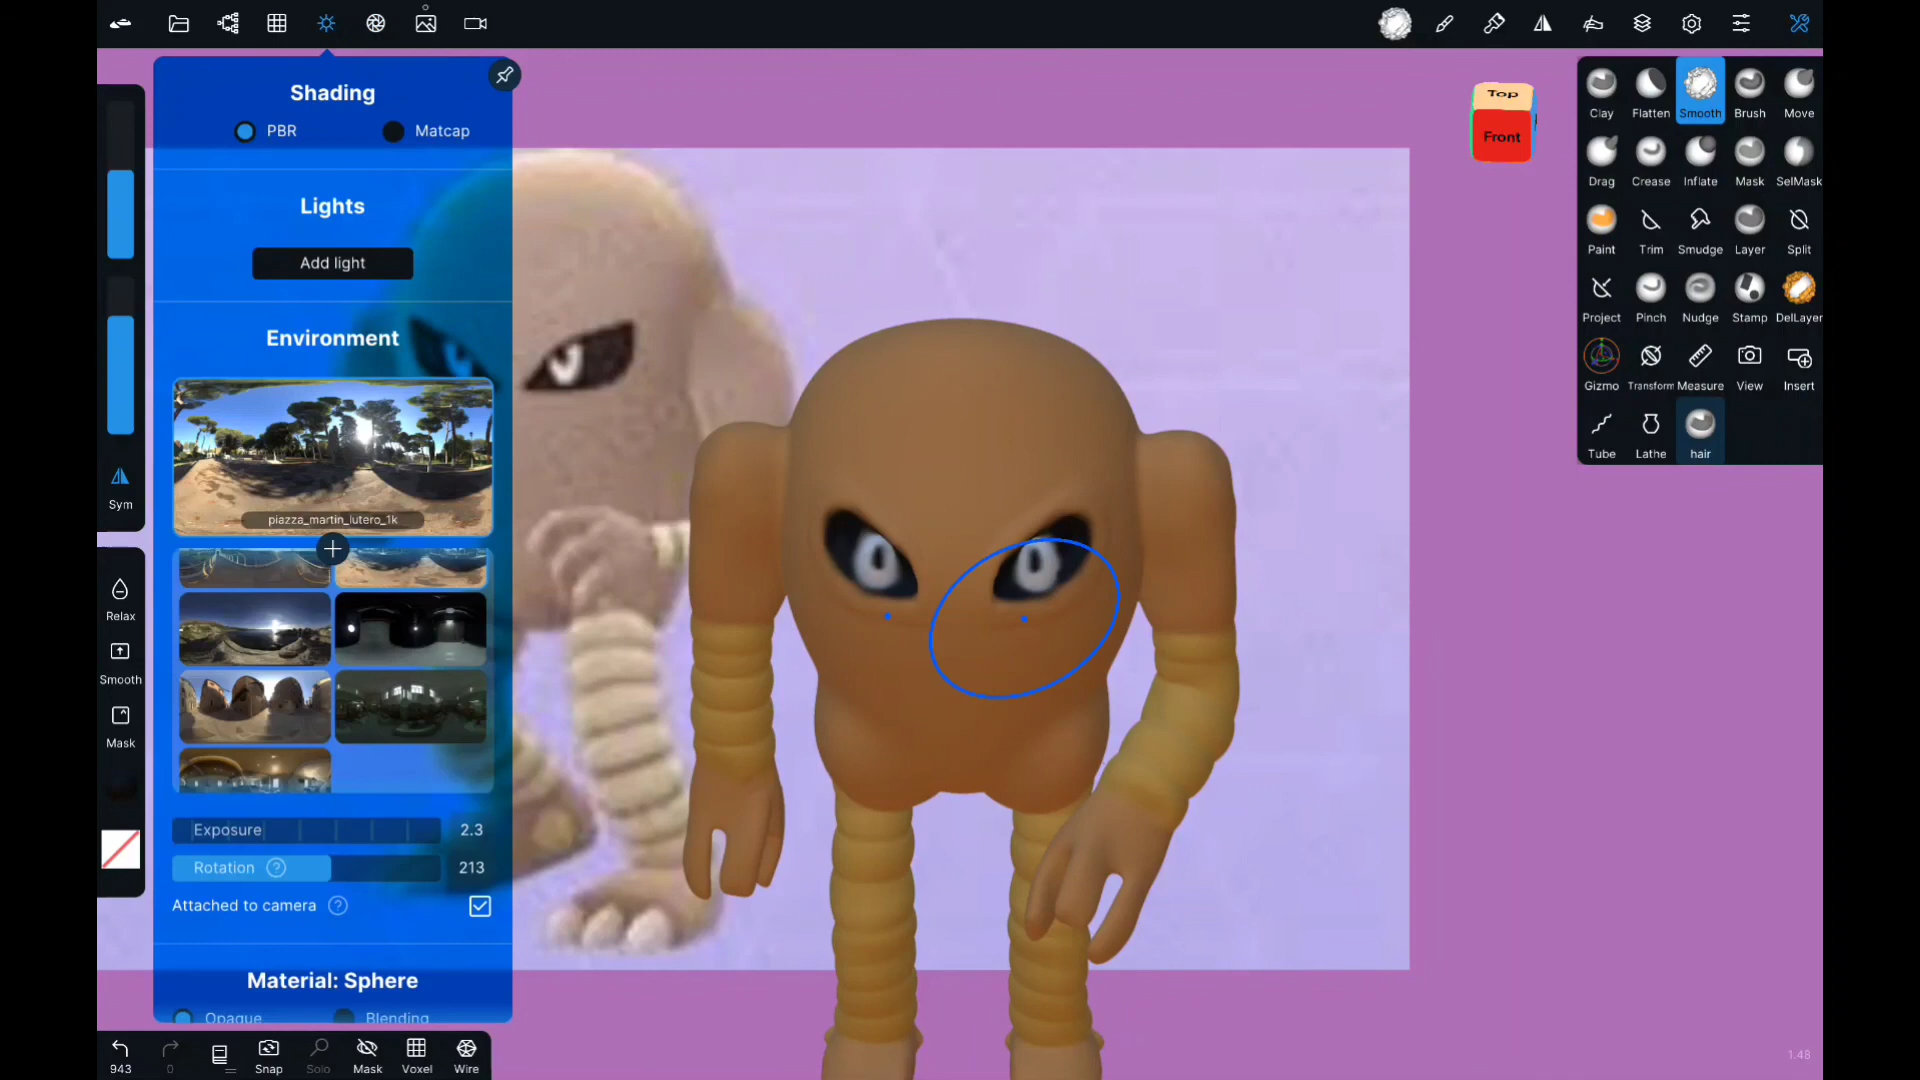 Shading
PBR
Matcap
Lights
Add light
Environment
piazza_martin_lutero_1k
Exposure
2.3
Rotation ?
213
Attached to camera ?
Material: Sphere
Opaque
Blending
Sym
Relax
Smooth
Mask
943
0
Snap
Solo
Mask
Voxel
Wire
Top
Front
Clay
Flatten
Smooth
Brush
Move
Drag
Crease
Inflate
Mask
SelMask
Paint
Trim
Smudge
Layer
Split
Project
Pinch
Nudge
Stamp
DelLayer
Gizmo
Transform
Measure
View
Insert
Tube
Lathe
hair
1.48